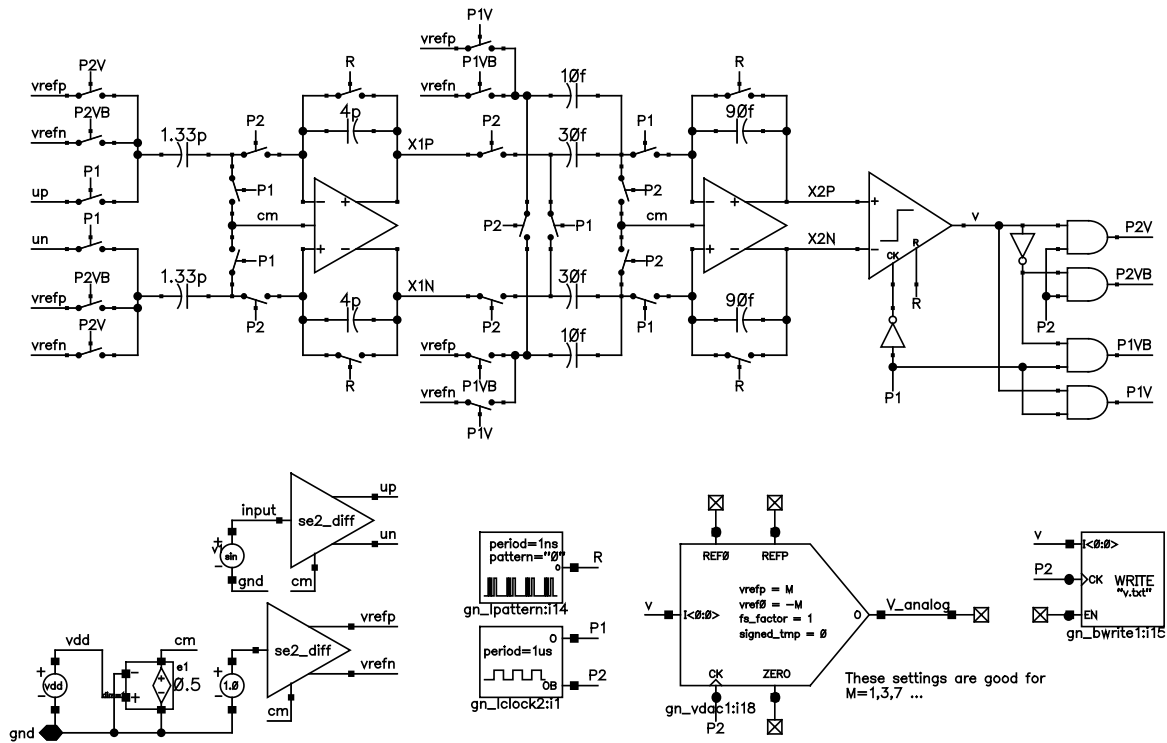 P1V
vrefp
P1VB
P2V
R
vrefn
10f
R
vrefp
P2VB
4p
90f
vrefn
1.33p
P2
X1P
P2
30f
P1
P1
up
P1
P2
X2P
P1
cm
P2
P1
cm
v
P2V
un
X2N
CK
R
P2VB
P1
P2
P2VB
1.33p
4p
X1N
30f
90f
R
vrefp
P2
P2
P1
P2
P2V
10f
vrefn
vrefp
P1VB
R
P1VB
R
vrefn
P1
P1V
P1V
up
input
se2_diff
un
v1
sin
gnd
cm
period=1ns
pattern="0"
0
R
gn_lpattern:i14
REF0
REFP
vrefp = M
vref0 = -M
fs_factor = 1
signed_tmp = 0
v
I<0:0>
O
V_analog
CK
ZERO
gn_vdac1:i18
P2
These settings are good for
M=1,3,7 ...
v
I<0:0>
P2
CK
WRITE
"v.txt"
EN
gn_bwrite1:i15
O
P1
period=1us
OB
P2
gn_lclock2:i1
vrefp
se2_diff
vrefn
cm
vdd
cm
e1
0.5
vdd
1.0
gnd